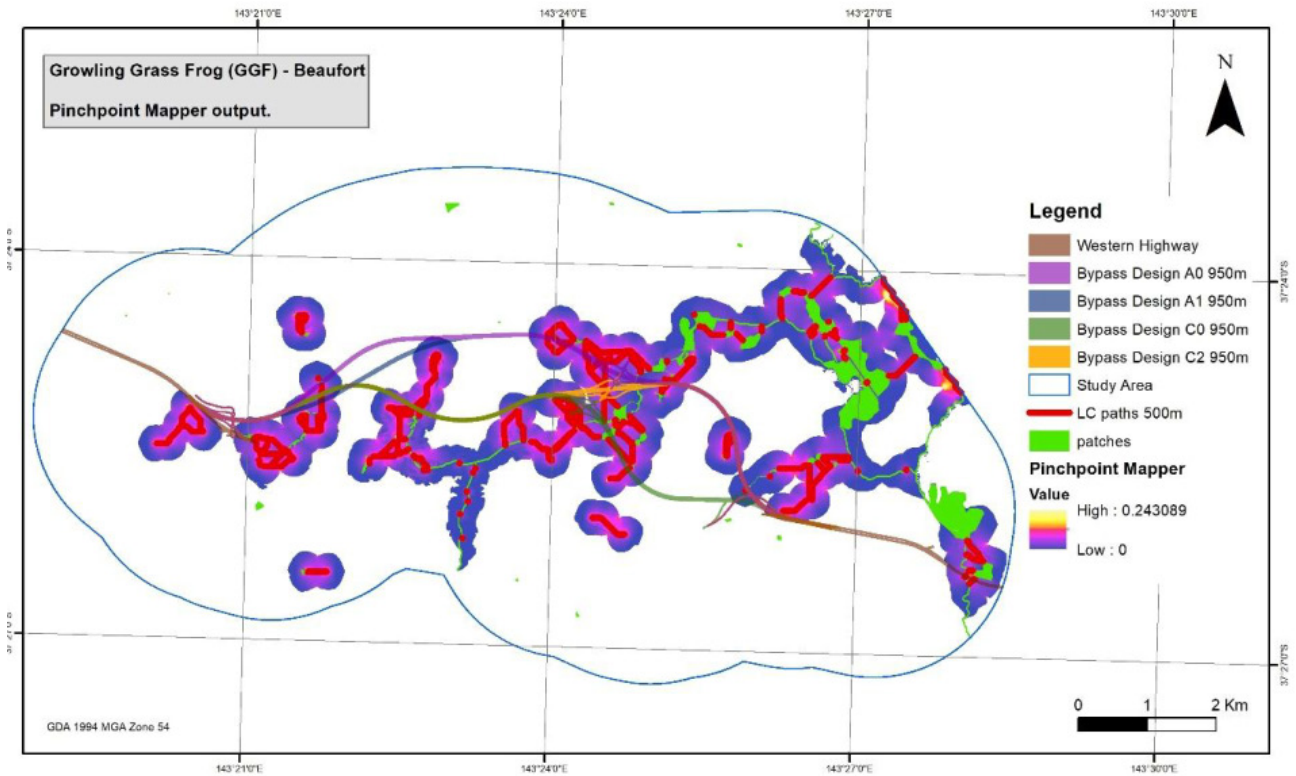 143°21'0"E 143°24'0"E 143°27'0"E 143°30'0"E
Growling Grass Frog (GGF) - Beaufort
Pinchpoint Mapper output.
N
37°24'0"S
Legend
Western Highway
Bypass Design A0 950m
Bypass Design A1 950m
Bypass Design C0 950m
Bypass Design C2 950m
Study Area
LC paths 500m
patches
Pinchpoint Mapper
Value
High : 0.243089
Low : 0
37°27'0"S
0 1 2 Km
GDA 1994 MGA Zone 54
143°21'0"E 143°24'0"E 143°27'0"E 143°30'0"E